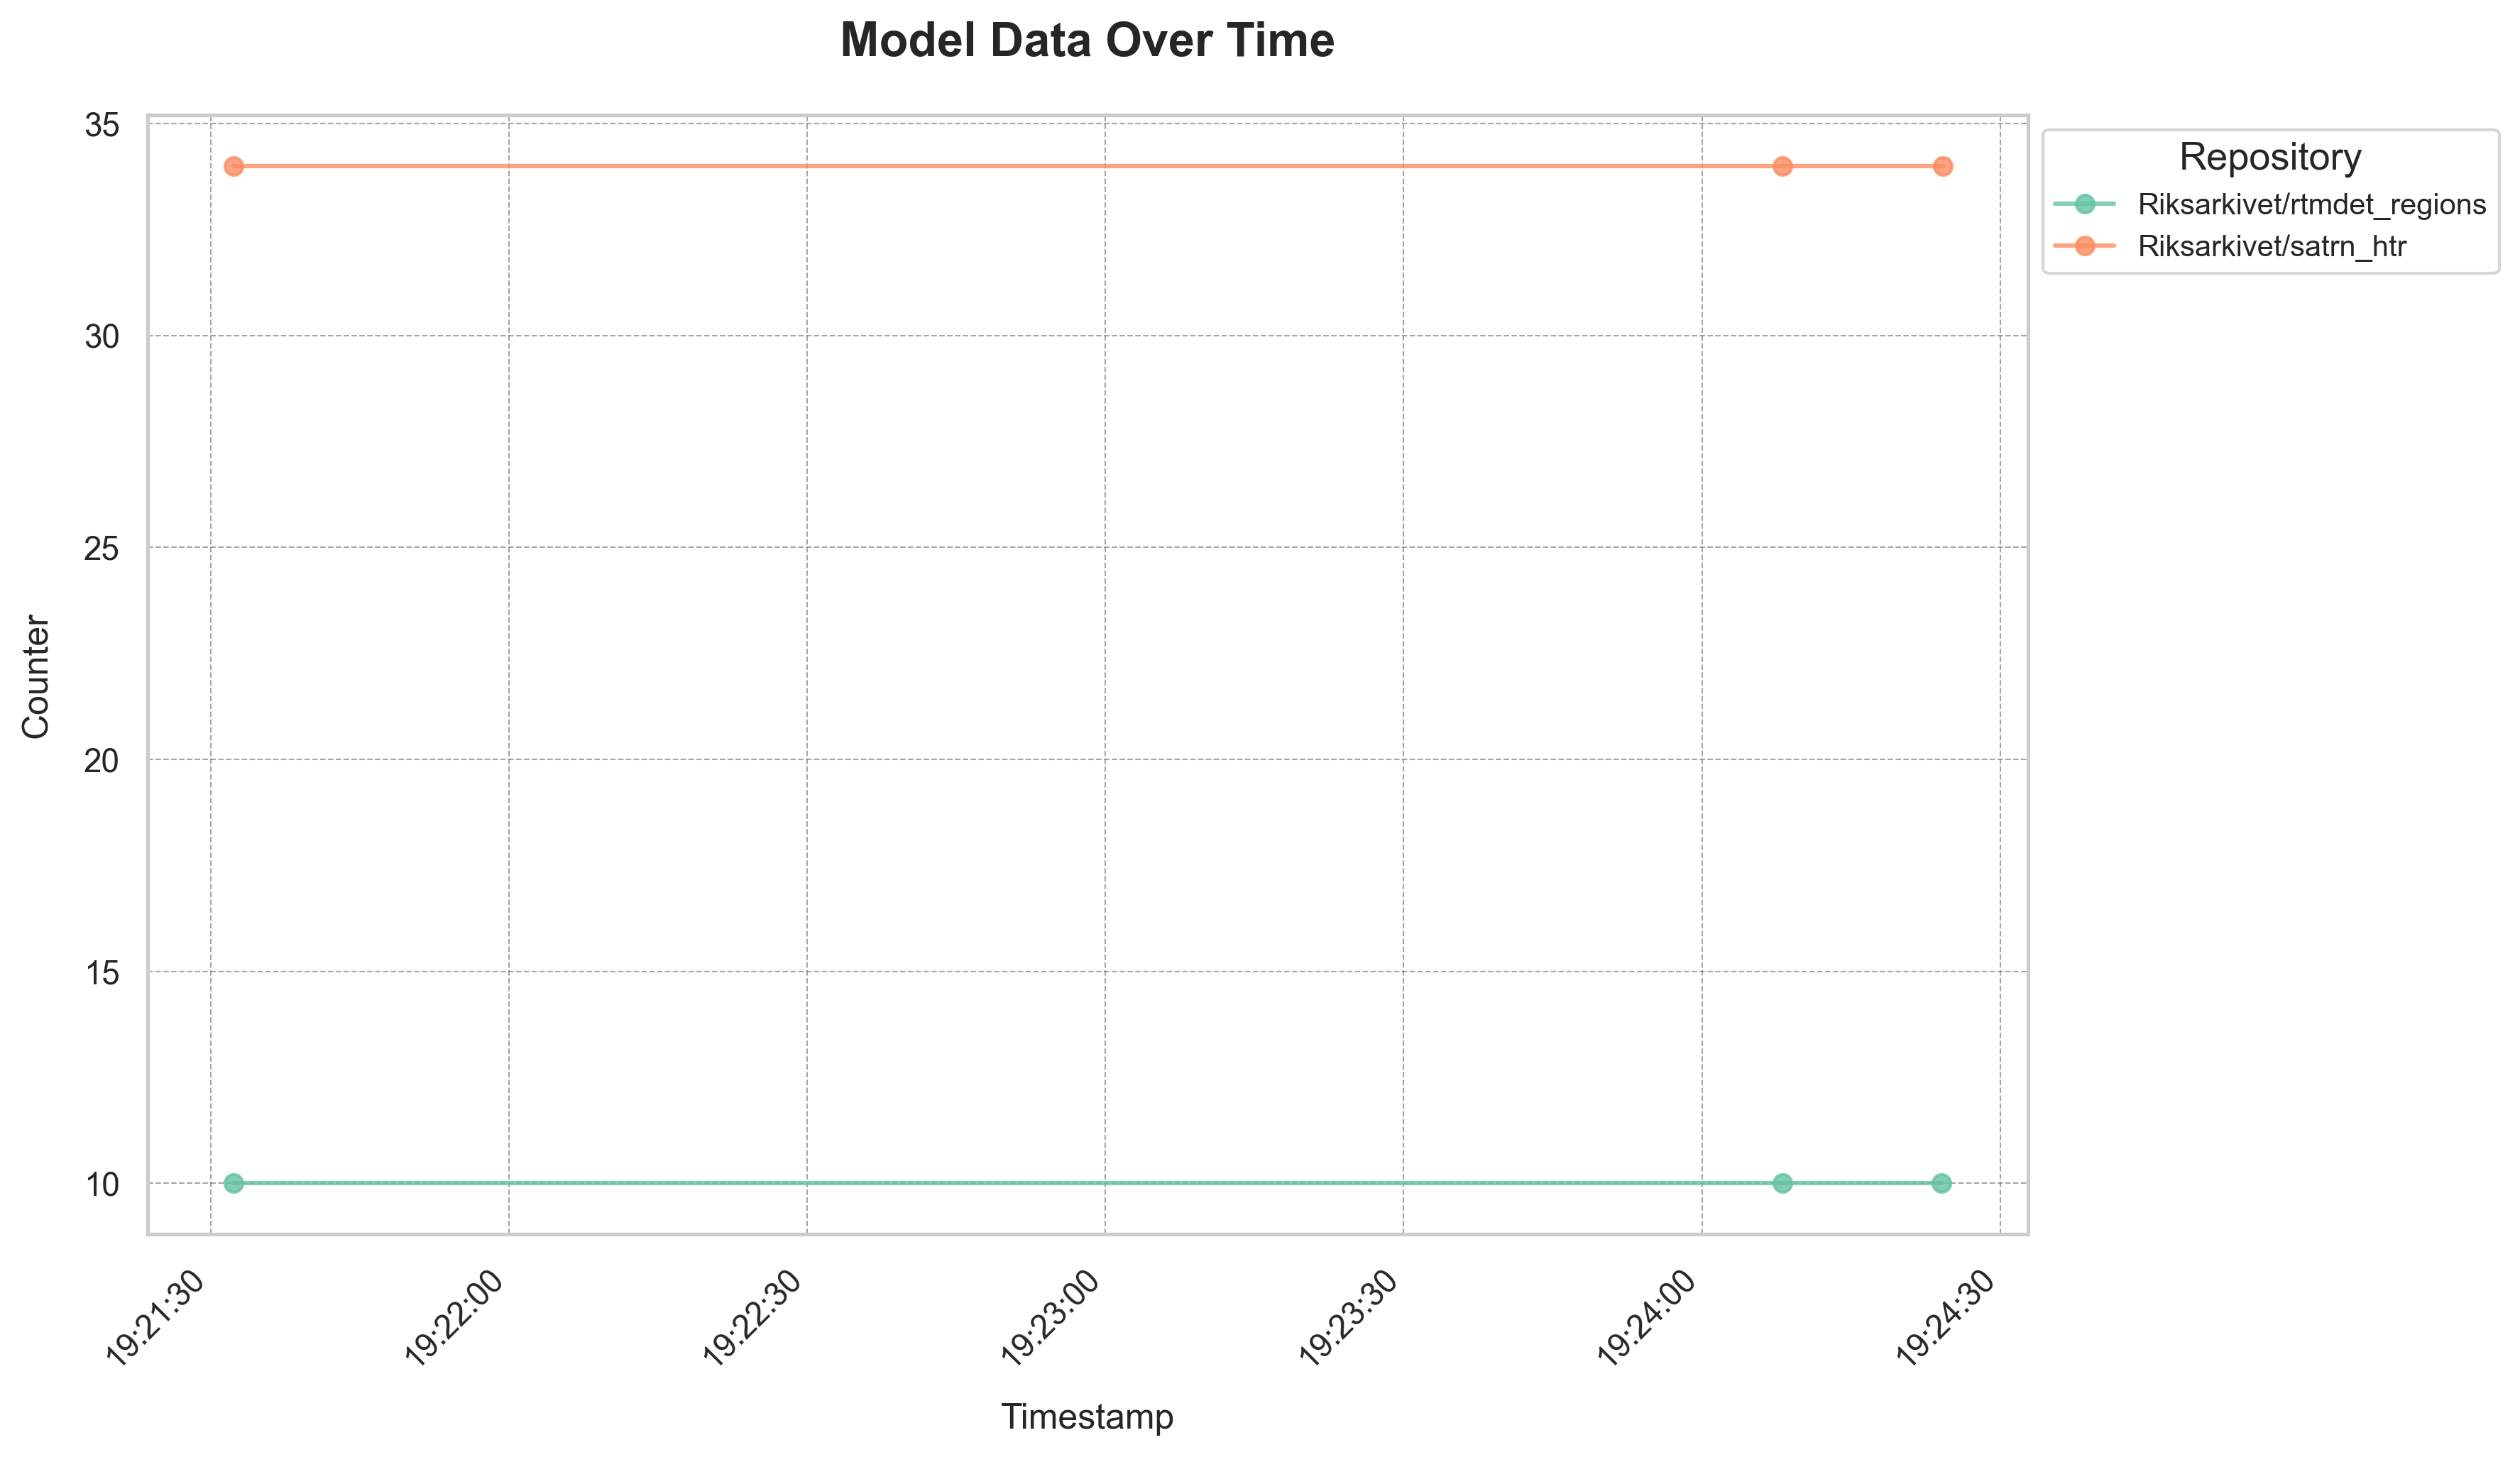 Model Data Over Time
35
30
25
20
15
10
Counter
19:21:30
19:22:00
19:22:30
19:23:00
19:23:30
19:24:00
19:24:30
Timestamp
Repository
Riksarkivet/rtmdet_regions
Riksarkivet/satrn_htr